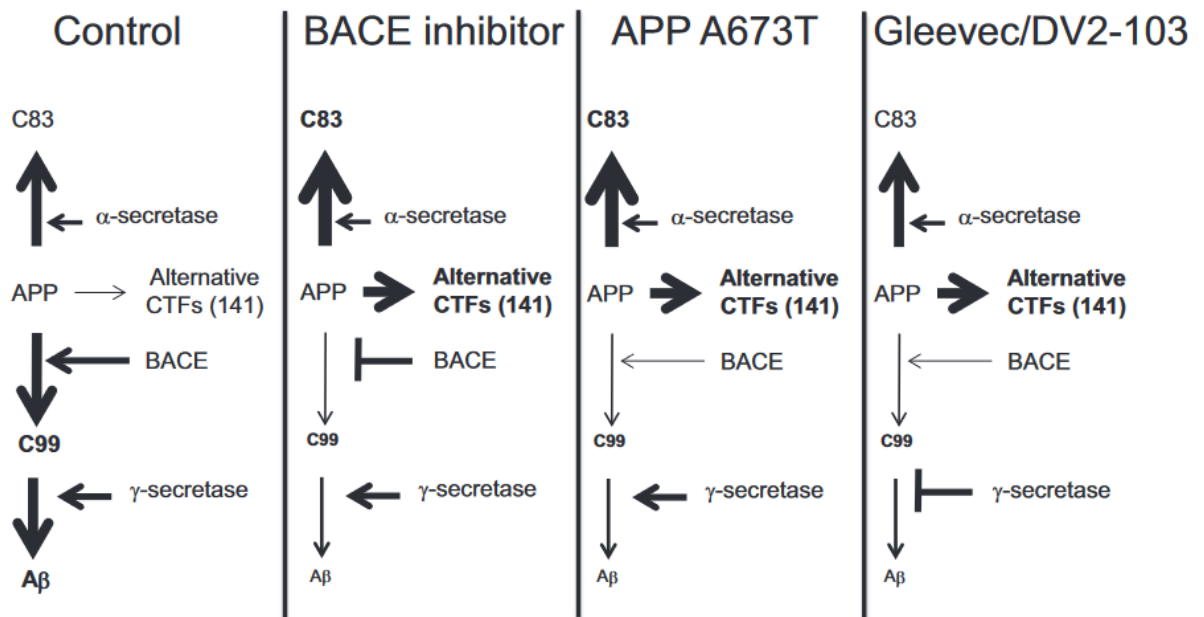 Control
C83
α-secretase
APP
Alternative
CTFs (141)
BACE
C99
γ-secretase
Aβ
BACE inhibitor
C83
α-secretase
APP
Alternative
CTFs (141)
BACE
C99
γ-secretase
Aβ
APP A673T
C83
α-secretase
APP
Alternative
CTFs (141)
BACE
C99
γ-secretase
Aβ
Gleevec/DV2-103
C83
α-secretase
APP
Alternative
CTFs (141)
BACE
C99
γ-secretase
Aβ